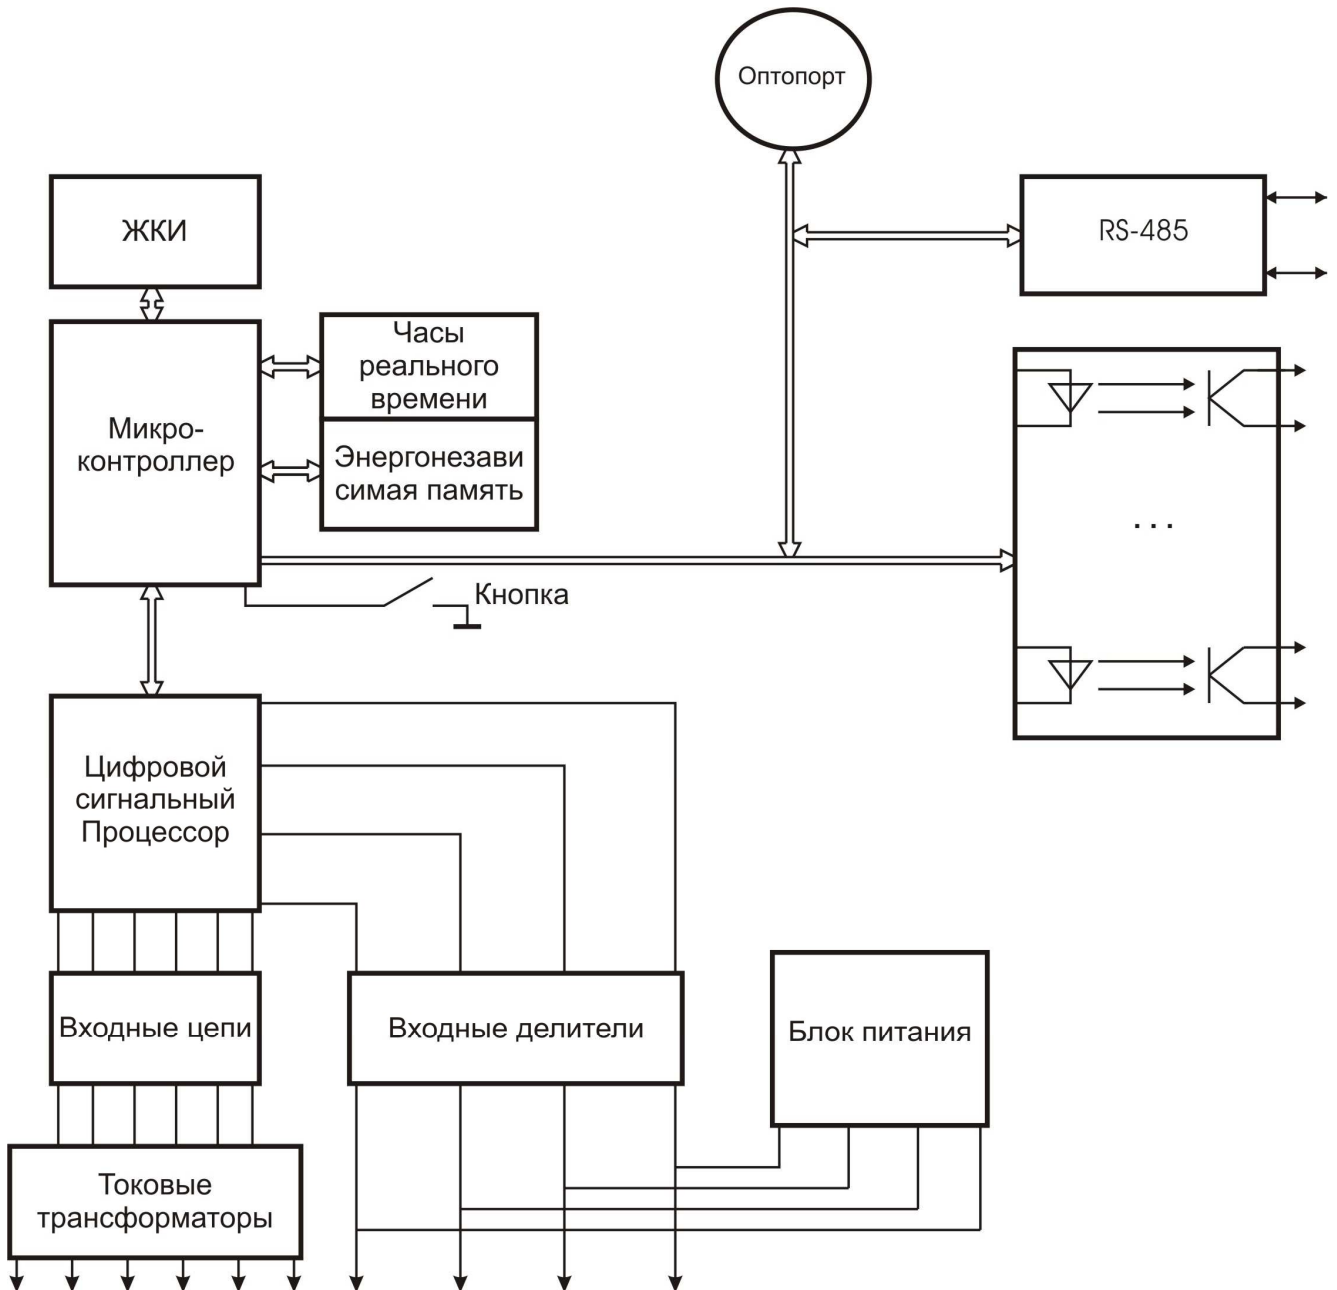 Оптопорт
ЖКИ
RS-485
Часы
реального
времени
Микро-
контроллер
Энергонезави
симая память
...
Кнопка
Цифровой
сигнальный
Процессор
Входные цепи
Входные делители
Блок питания
Токовые
трансформаторы